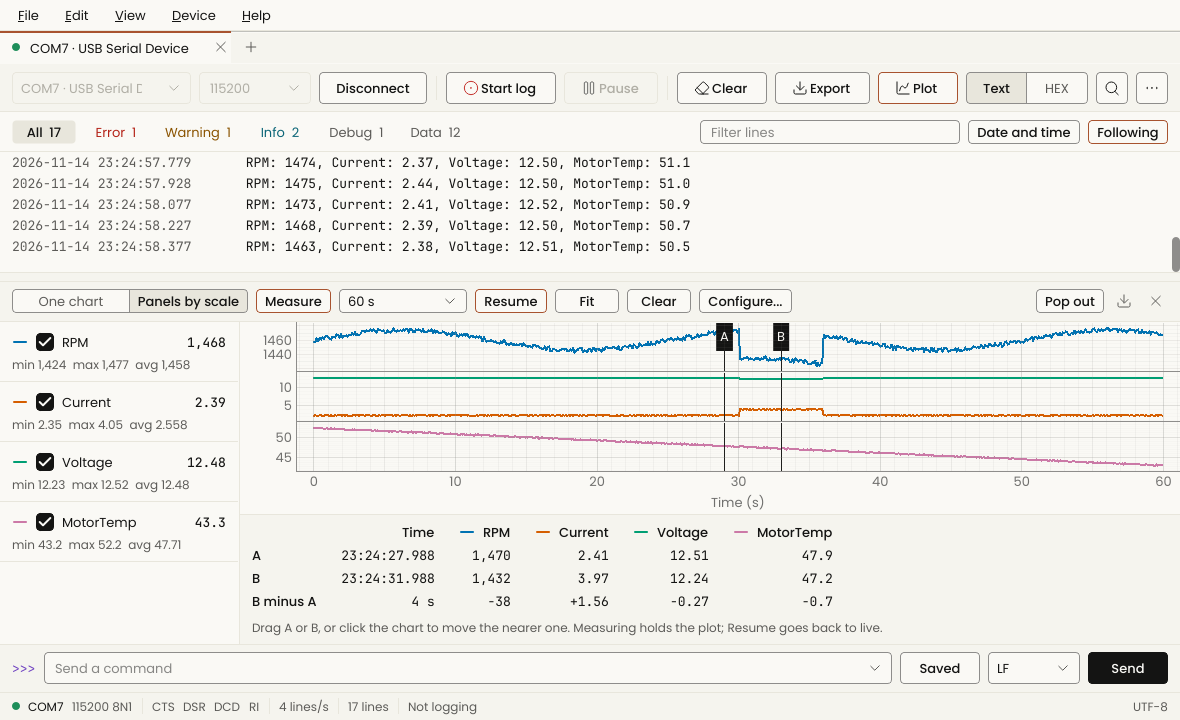 File Edit View Device Help
COM7 · USB Serial Device
COM7 · USB Serial D 115200 Disconnect Start log Pause Clear Export Plot Text HEX ...
All 17 Error 1 Warning 1 Info 2 Debug 1 Data 12 Filter lines Date and time Following
2026-11-14 23:24:57.779 RPM: 1474, Current: 2.37, Voltage: 12.50, MotorTemp: 51.1
2026-11-14 23:24:57.928 RPM: 1475, Current: 2.44, Voltage: 12.50, MotorTemp: 51.0
2026-11-14 23:24:58.077 RPM: 1473, Current: 2.41, Voltage: 12.52, MotorTemp: 50.9
2026-11-14 23:24:58.227 RPM: 1468, Current: 2.39, Voltage: 12.50, MotorTemp: 50.7
2026-11-14 23:24:58.377 RPM: 1463, Current: 2.38, Voltage: 12.51, MotorTemp: 50.5
One chart Panels by scale Measure 60 s Resume Fit Clear Configure... Pop out
RPM 1,468
min 1,424 max 1,477 avg 1,458
Current 2.39
min 2.35 max 4.05 avg 2.558
Voltage 12.48
min 12.23 max 12.52 avg 12.48
MotorTemp 43.3
min 43.2 max 52.2 avg 47.71
A B
1460
1440
10
5
50
45
0 10 20 30 40 50 60
Time (s)
Time RPM Current Voltage MotorTemp
A 23:24:27.988 1,470 2.41 12.51 47.9
B 23:24:31.988 1,432 3.97 12.24 47.2
B minus A 4 s -38 +1.56 -0.27 -0.7
Drag A or B, or click the chart to move the nearer one. Measuring holds the plot; Resume goes back to live.
>>> Send a command Saved LF Send
COM7 115200 8N1 CTS DSR DCD RI 4 lines/s 17 lines Not logging UTF-8